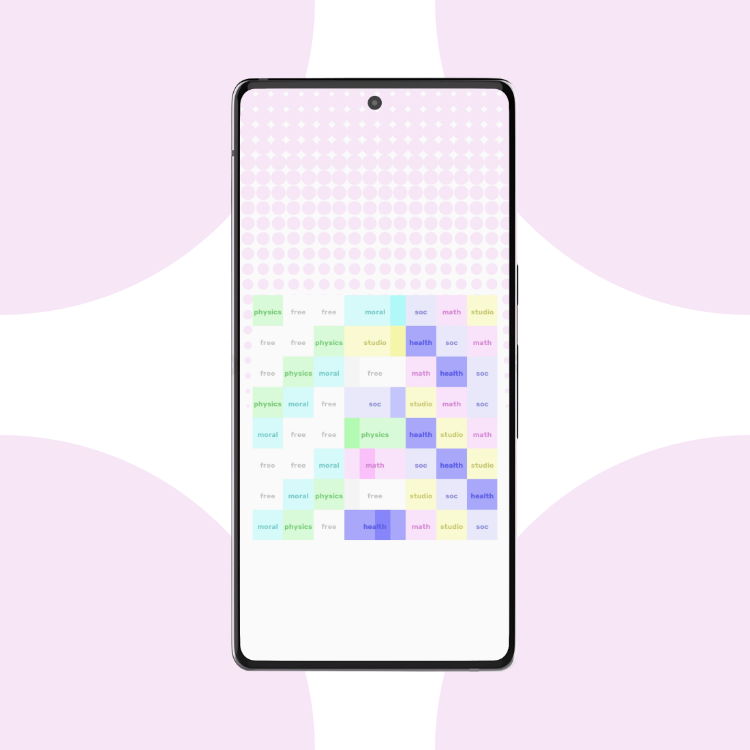 physics free free moral soc math studio
free free physics studio health soc math
free physics moral free math health soc
physics moral free soc studio math soc
moral free free physics health studio math
free free moral math soc health studio
free moral physics free studio soc health
moral physics free health math studio soc